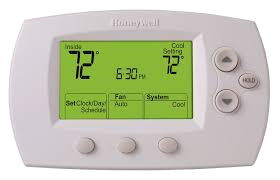 Honeywell
Inside
72°
6:30 PM
Cool
Setting
72°
Set Clock/Day/
Schedule
Fan
Auto
System
Cool
HOLD